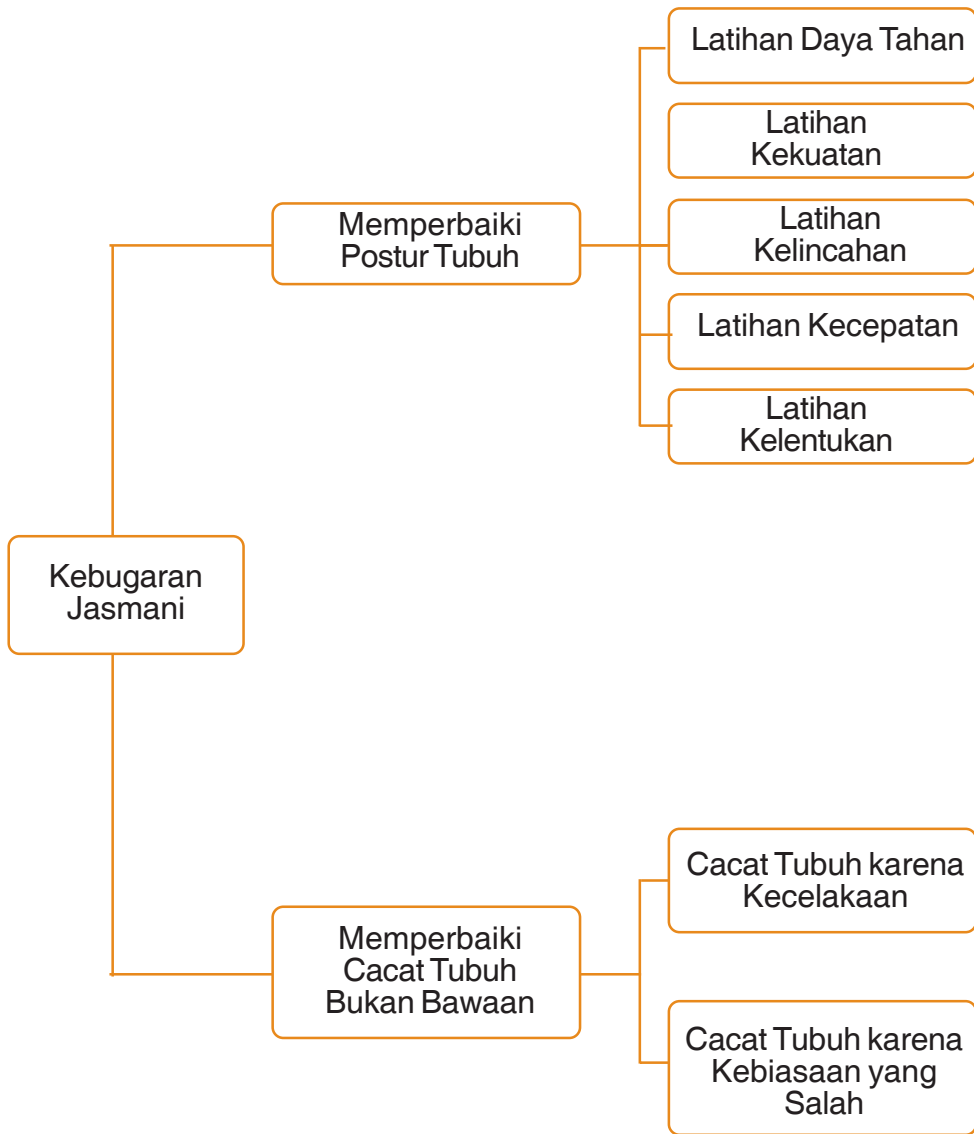 Latihan Daya Tahan
Latihan
Kekuatan
Memperbaiki
Postur Tubuh
Latihan
Kelincahan
Latihan Kecepatan
Latihan
Kelentukan
Kebugaran
Jasmani
Cacat Tubuh karena
Kecelakaan
Memperbaiki
Cacat Tubuh
Bukan Bawaan
Cacat Tubuh karena
Kebiasaan yang
Salah